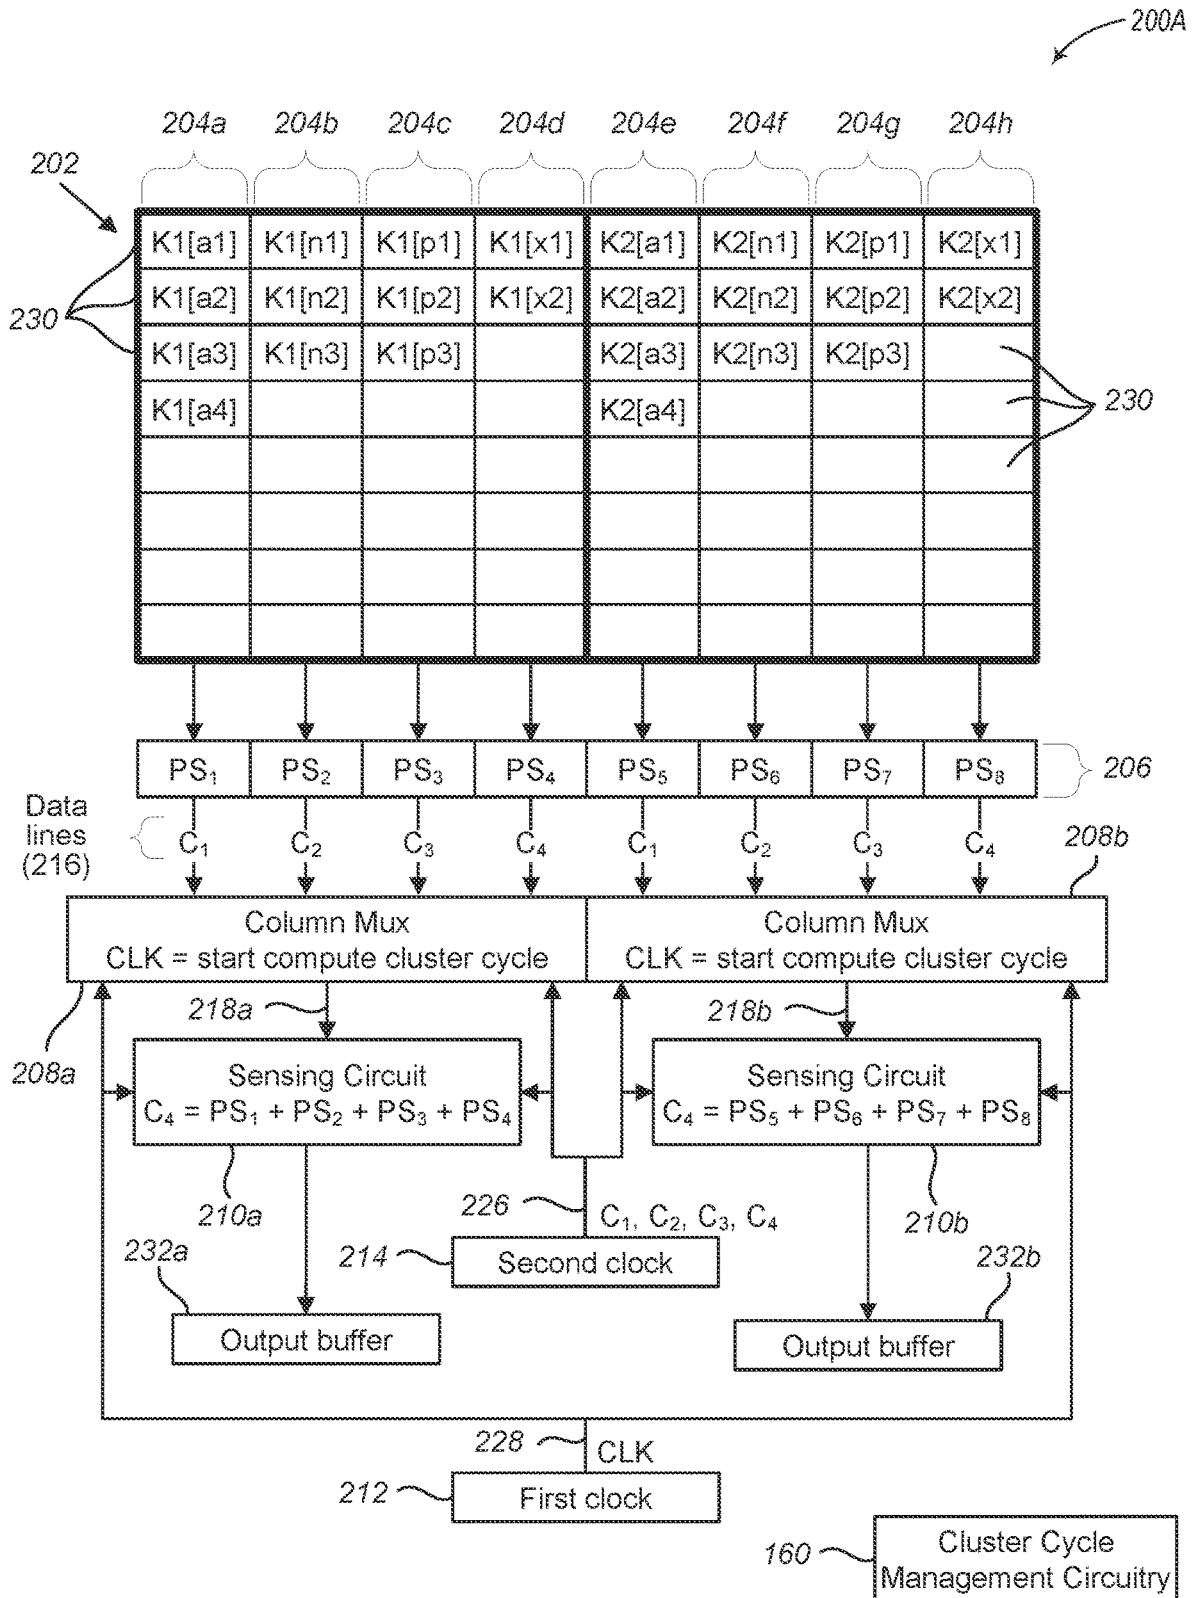 200A
204a 204b 204c 204d 204e 204f 204g 204h
202
K1[a1] K1[n1] K1[p1] K1[x1] K2[a1] K2[n1] K2[p1] K2[x1]
K1[a2] K1[n2] K1[p2] K1[x2] K2[a2] K2[n2] K2[p2] K2[x2]
230
K1[a3] K1[n3] K1[p3] K2[a3] K2[n3] K2[p3]
K1[a4] K2[a4] 230
PS₁ PS₂ PS₃ PS₄ PS₅ PS₆ PS₇ PS₈ 206
Data
lines
(216)
C₁ C₂ C₃ C₄ C₁ C₂ C₃ C₄
208b
Column Mux Column Mux
CLK = start compute cluster cycle CLK = start compute cluster cycle
218a 218b
208a
Sensing Circuit Sensing Circuit
C₄ = PS₁ + PS₂ + PS₃ + PS₄ C₄ = PS₅ + PS₆ + PS₇ + PS₈
210a 226 210b
C₁, C₂, C₃, C₄
232a 214 Second clock 232b
Output buffer Output buffer
228 CLK
212 First clock
160
Cluster Cycle
Management Circuitry